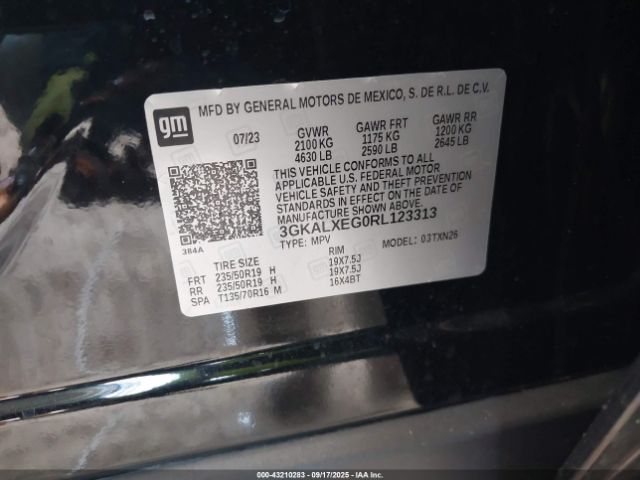 gm
MFD BY GENERAL MOTORS DE MEXICO, S. DE R.L. DE C.V.
07/23 GVWR GAWR FRT GAWR RR
2100 KG 1175 KG 1200 KG
4630 LB 2590 LB 2645 LB
THIS VEHICLE CONFORMS TO ALL
APPLICABLE U.S. FEDERAL MOTOR
VEHICLE SAFETY AND THEFT PREVENTION
STANDARDS IN EFFECT ON THE DATE OF
MANUFACTURE SHOWN ABOVE.
3GKALXEG0RL123313
TYPE: MPV MODEL: 03TXN26
384A
TIRE SIZE RIM
FRT 235/50R19 H 19X7.5J
RR 235/50R19 H 19X7.5J
SPA T135/70R16 M 16X4BT
000-43210283 - 09/17/2025 - IAAI.COM